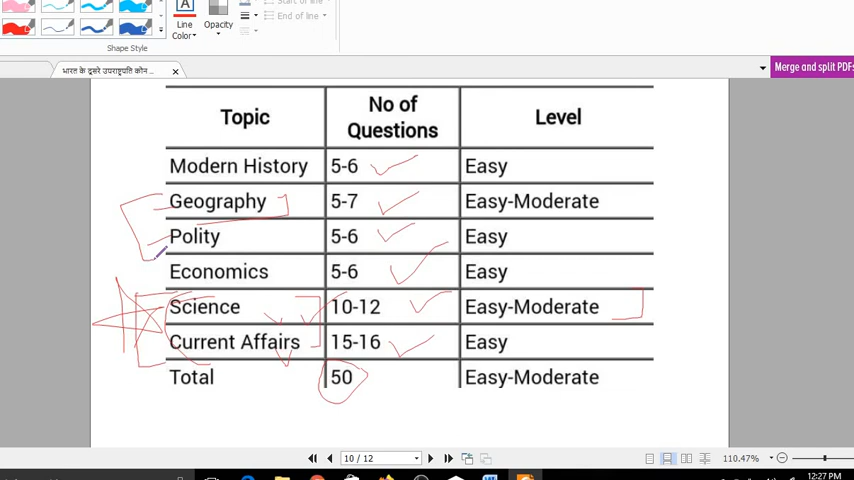 Start of line
End of line
Line Color
Opacity
Shape Style
भारत के दूसरे उपराष्ट्रपति कौन ...
Merge and split PDFs
Topic No of Questions Level
Modern History 5-6 Easy
Geography 5-7 Easy-Moderate
Polity 5-6 Easy
Economics 5-6 Easy
Science 10-12 Easy-Moderate
Current Affairs 15-16 Easy
Total 50 Easy-Moderate
10 / 12
110.47%
12:27 PM